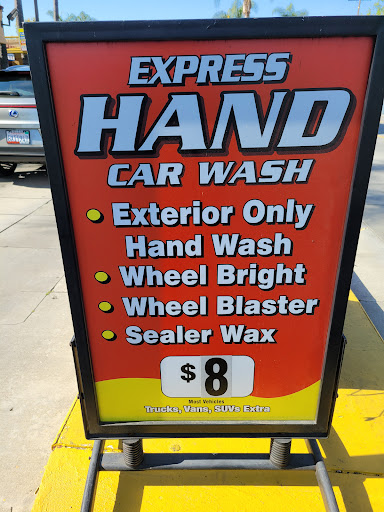 EXPRESS
HAND
CAR WASH
Exterior Only
Hand Wash
Wheel Bright
Wheel Blaster
Sealer Wax
$8
Most Vehicles
Trucks, Vans, SUVs Extra